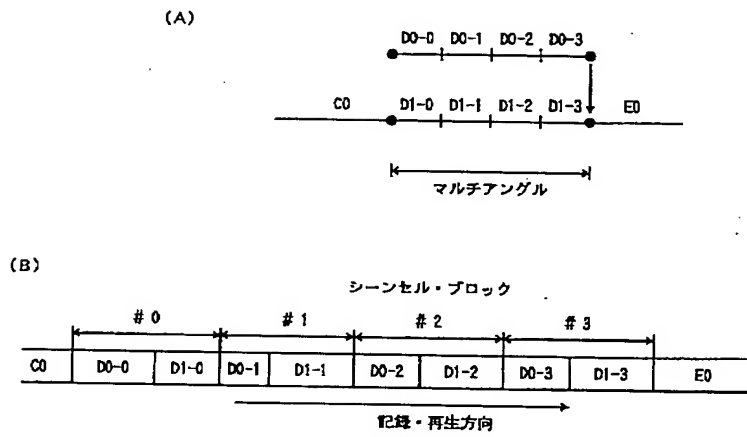 (A)
D0-0 D0-1 D0-2 D0-3
C0 D1-0 D1-1 D1-2 D1-3 E0
マルチアングル
(B)
シーンセル・ブロック
#0 #1 #2 #3
C0 D0-0 D1-0 D0-1 D1-1 D0-2 D1-2 D0-3 D1-3 E0
記録・再生方向